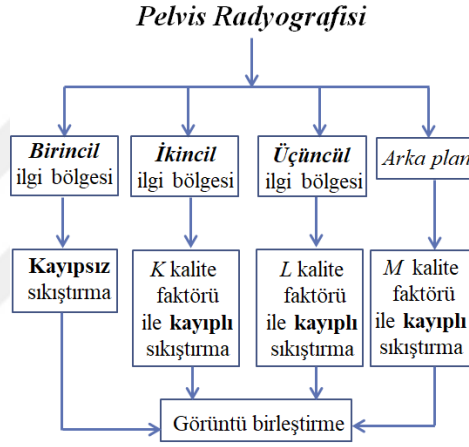 Pelvis Radyografisi
Birincil
ilgi bölgesi
İkincil
ilgi bölgesi
Üçüncül
ilgi bölgesi
Arka plan
Kayıpsız
sıkıştırma
K kalite
faktörü
ile kayıplı
sıkıştırma
L kalite
faktörü
ile kayıplı
sıkıştırma
M kalite
faktörü
ile kayıplı
sıkıştırma
Görüntü birleştirme